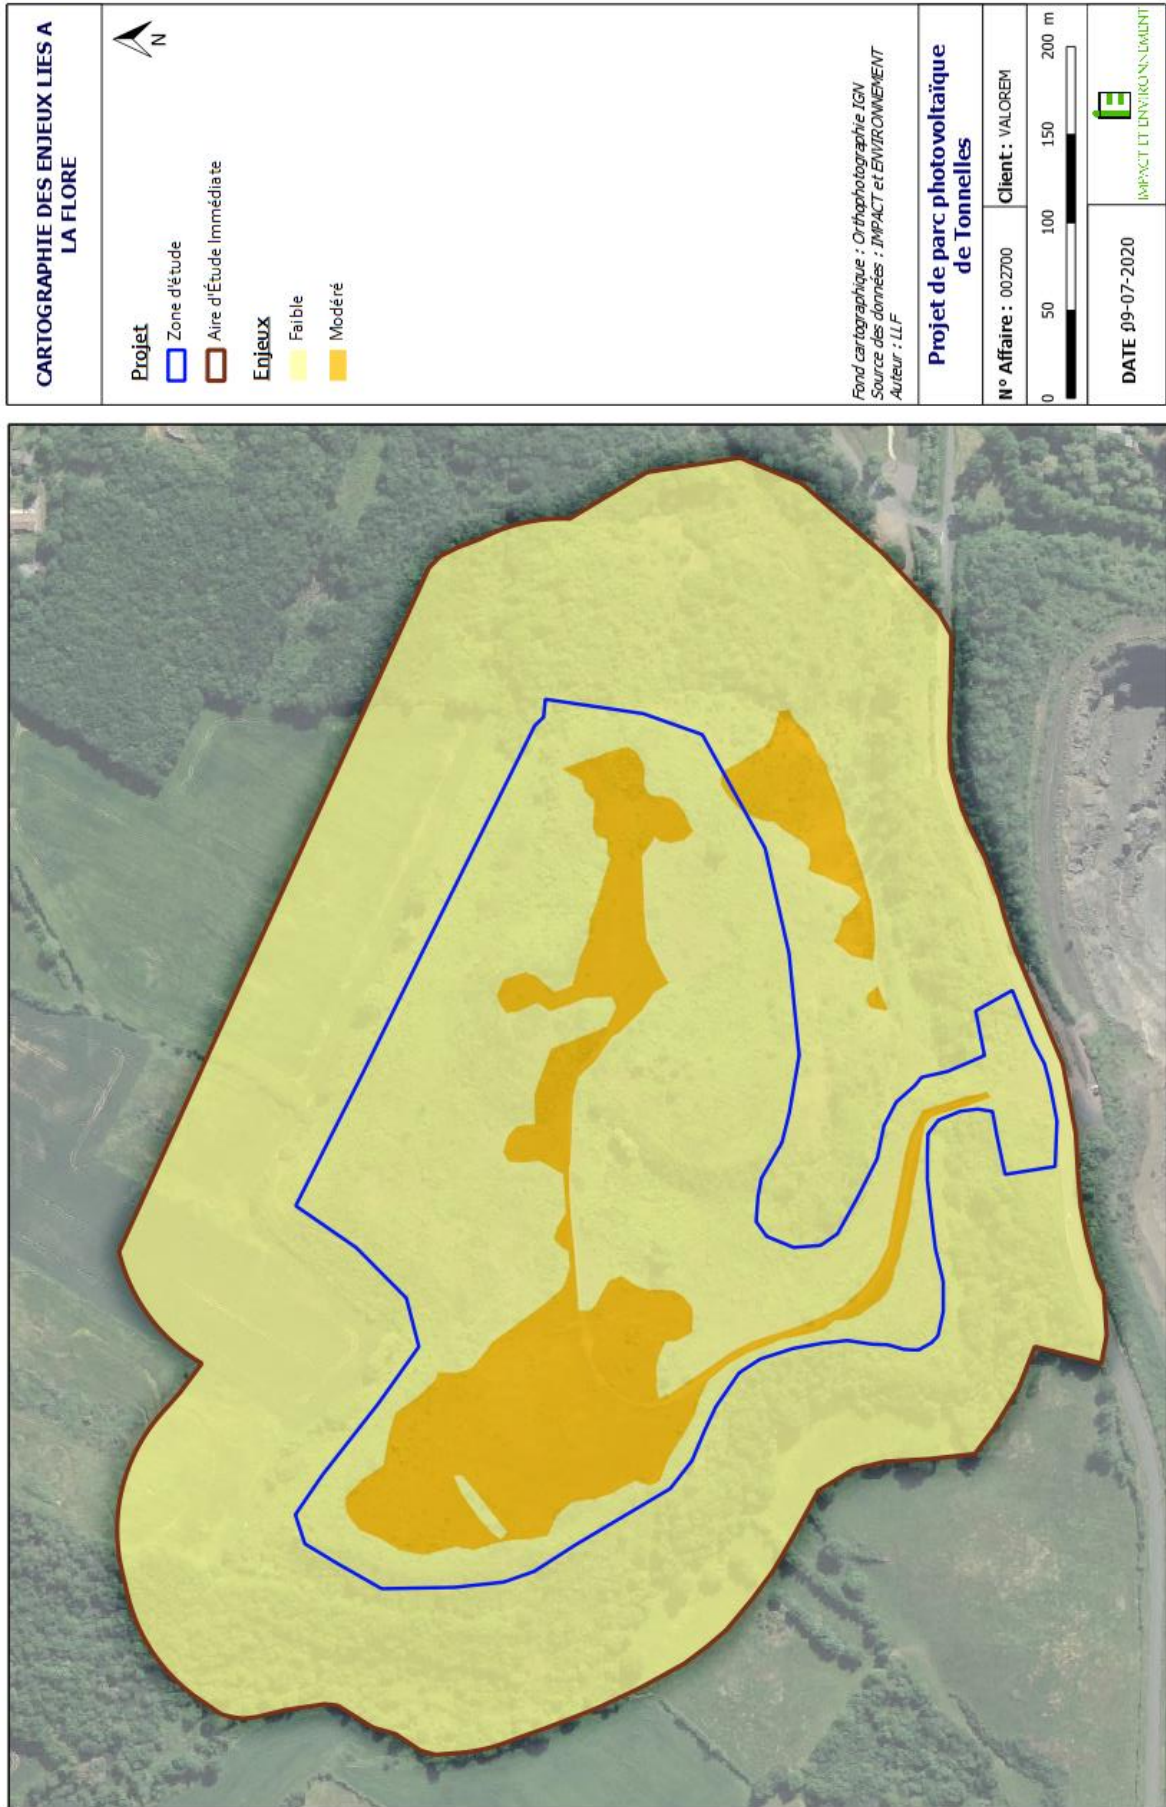 CARTOGRAPHIE DES ENJEUX LIES A
LA FLORE
N
Projet
Zone d'étude
Aire d'Étude Immédiate
Enjeux
Faible
Modéré
Fond cartographique : Orthophotographie IGN
Source des données : IMPACT et ENVIRONNEMENT
Auteur : LLF
Projet de parc photovoltaïque
de Tonnelles
N° Affaire : 002700
Client : VALOREM
0 50 100 150 200 m
DATE 09-07-2020
IE
IMPACT ET ENVIRONNEMENT